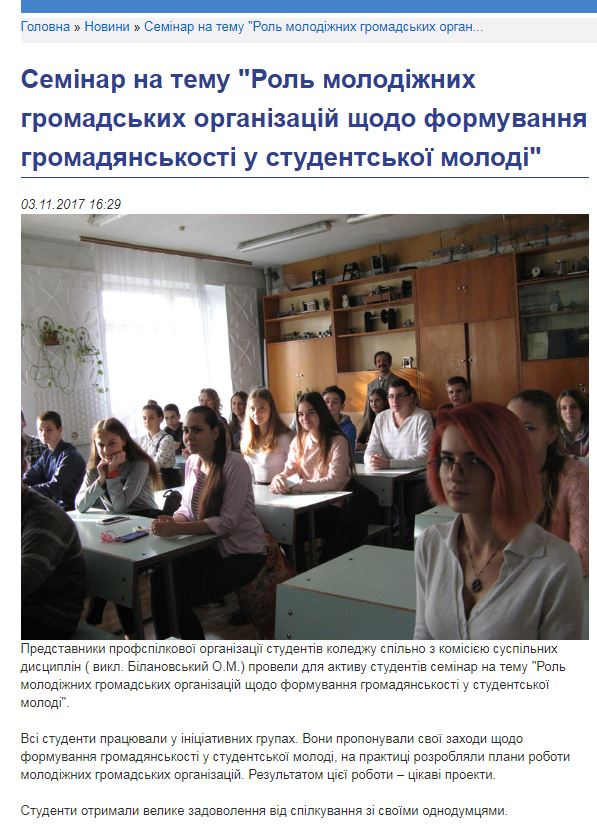 Головна » Новини » Семінар на тему "Роль молодіжних громадських орган...
Семінар на тему "Роль молодіжних
громадських організацій щодо формування
громадянськості у студентської молоді"
03.11.2017 16:29
Представники профспілкової організації студентів коледжу спільно з комісією суспільних
дисциплін ( викл. Білановський О.М.) провели для активу студентів семінар на тему "Роль
молодіжних громадських організацій щодо формування громадянськості у студентської
молоді".
Всі студенти працювали у ініціативних групах. Вони пропонували свої заходи щодо
формування громадянськості у студентської молоді, на практиці розробляли плани роботи
молодіжних громадських організацій. Результатом цієї роботи – цікаві проекти.
Студенти отримали велике задоволення від спілкування зі своїми однодумцями.